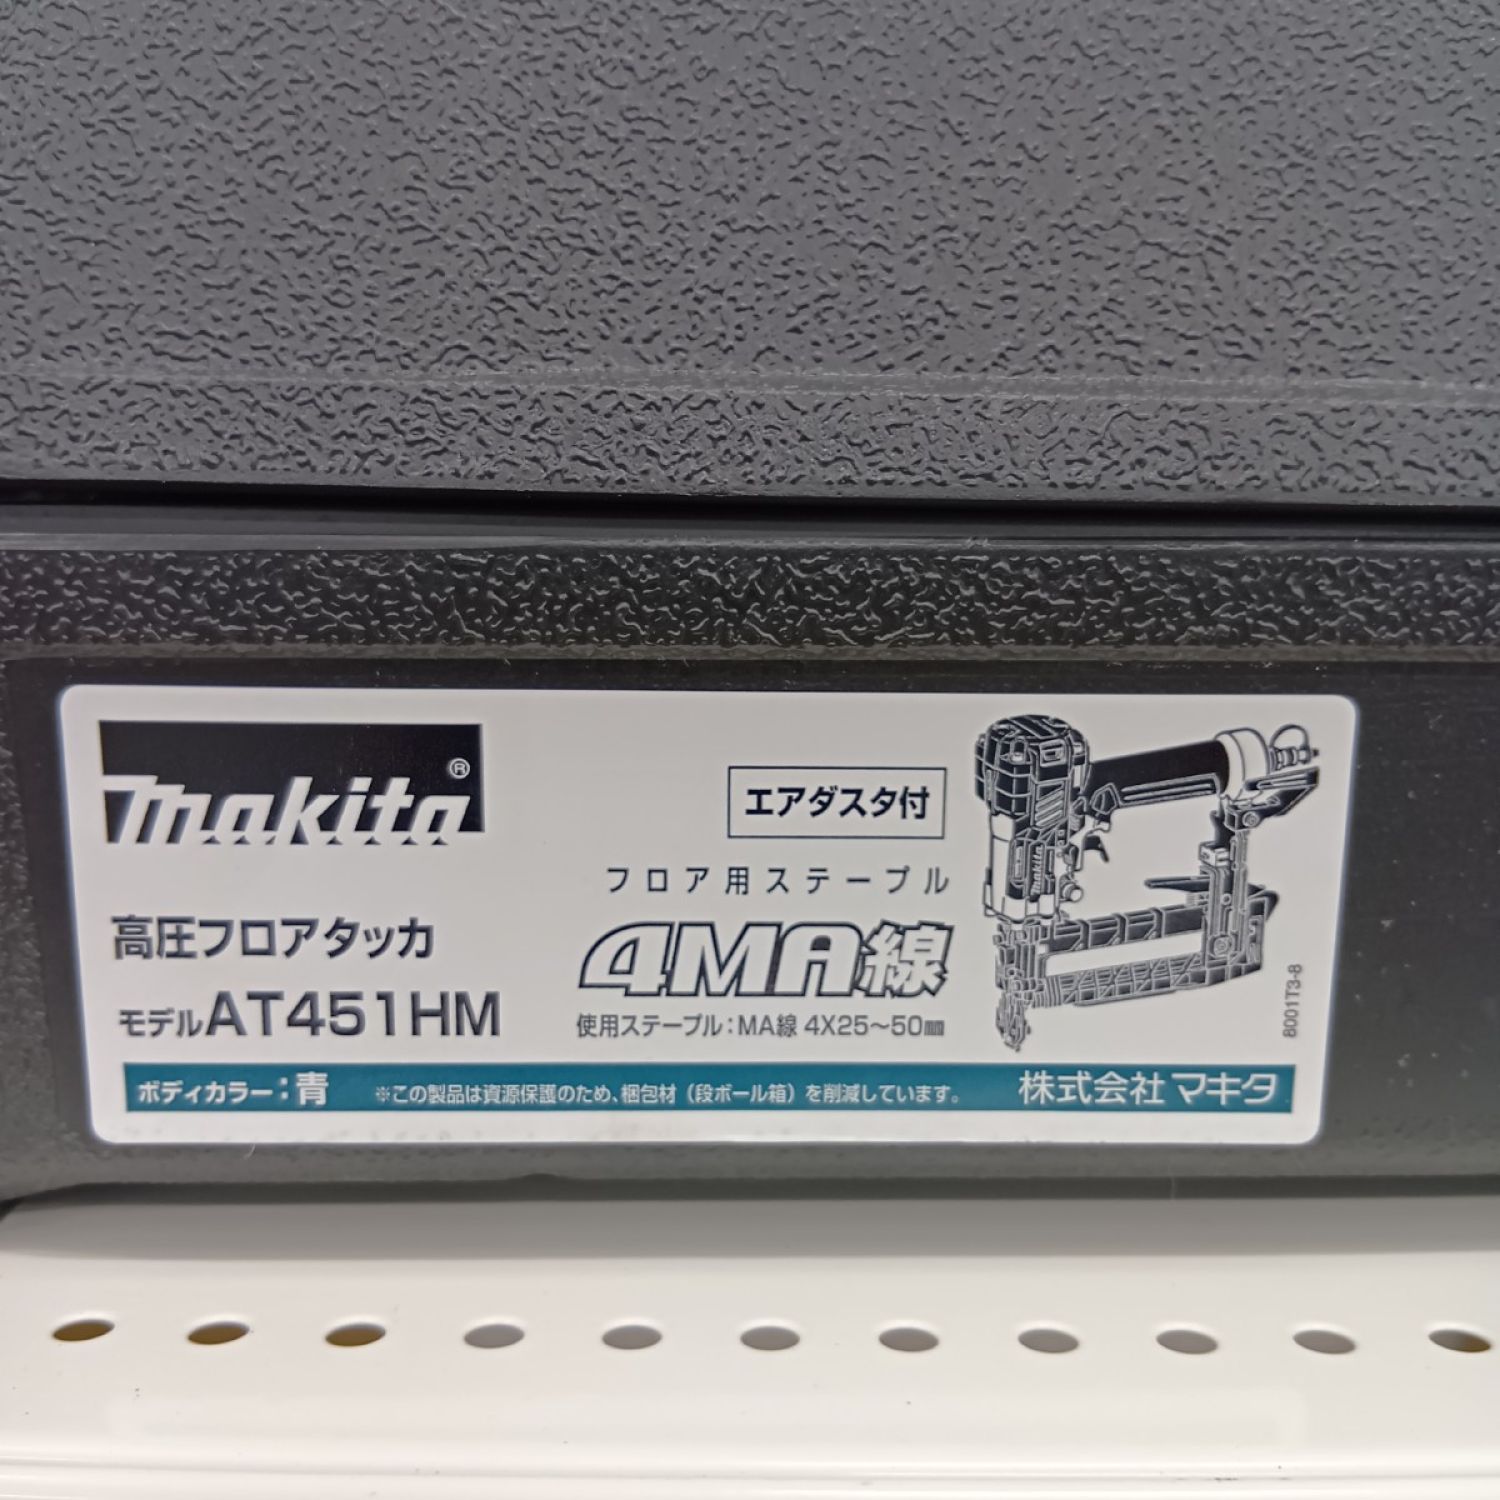 makita®
エアダスタ付
フロア用ステープル
高圧フロアタッカ
4MA線
モデルAT451HM
使用ステープル:MA線 4X25～50㎜
makita
8001T3-8
ボディカラー:青
※この製品は資源保護のため、梱包材（段ボール箱）を削減しています。
株式会社 マキタ